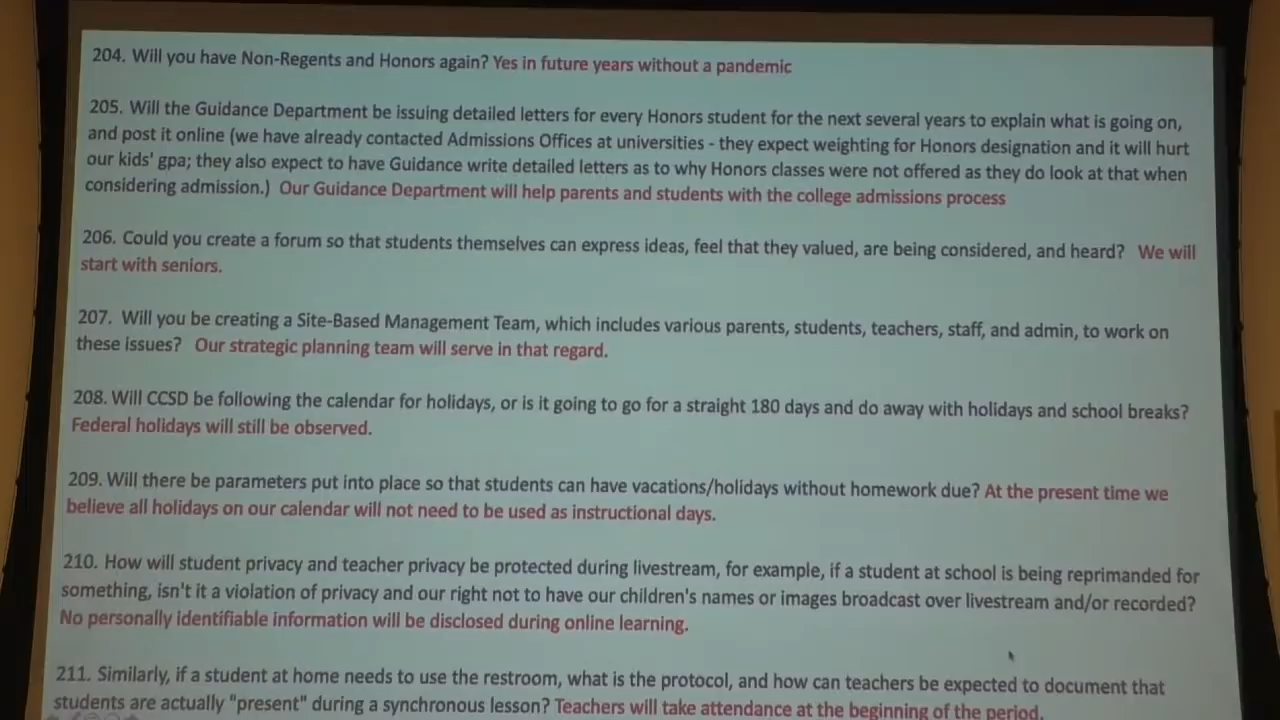 204. Will you have Non-Regents and Honors again? Yes in future years without a pandemic
205. Will the Guidance Department be issuing detailed letters for every Honors student for the next several years to explain what is going on,
and post it online (we have already contacted Admissions Offices at universities - they expect weighting for Honors designation and it will hurt
our kids' gpa; they also expect to have Guidance write detailed letters as to why Honors classes were not offered as they do look at that when
considering admission.) Our Guidance Department will help parents and students with the college admissions process
206. Could you create a forum so that students themselves can express ideas, feel that they valued, are being considered, and heard? We will
start with seniors.
207. Will you be creating a Site-Based Management Team, which includes various parents, students, teachers, staff, and admin, to work on
these issues? Our strategic planning team will serve in that regard.
208. Will CCSD be following the calendar for holidays, or is it going to go for a straight 180 days and do away with holidays and school breaks?
Federal holidays will still be observed.
209. Will there be parameters put into place so that students can have vacations/holidays without homework due? At the present time we
believe all holidays on our calendar will not need to be used as instructional days.
210. How will student privacy and teacher privacy be protected during livestream, for example, if a student at school is being reprimanded for
something, isn't it a violation of privacy and our right not to have our children's names or images broadcast over livestream and/or recorded?
No personally identifiable information will be disclosed during online learning.
211. Similarly, if a student at home needs to use the restroom, what is the protocol, and how can teachers be expected to document that
students are actually "present" during a synchronous lesson? Teachers will take attendance at the beginning of the period.